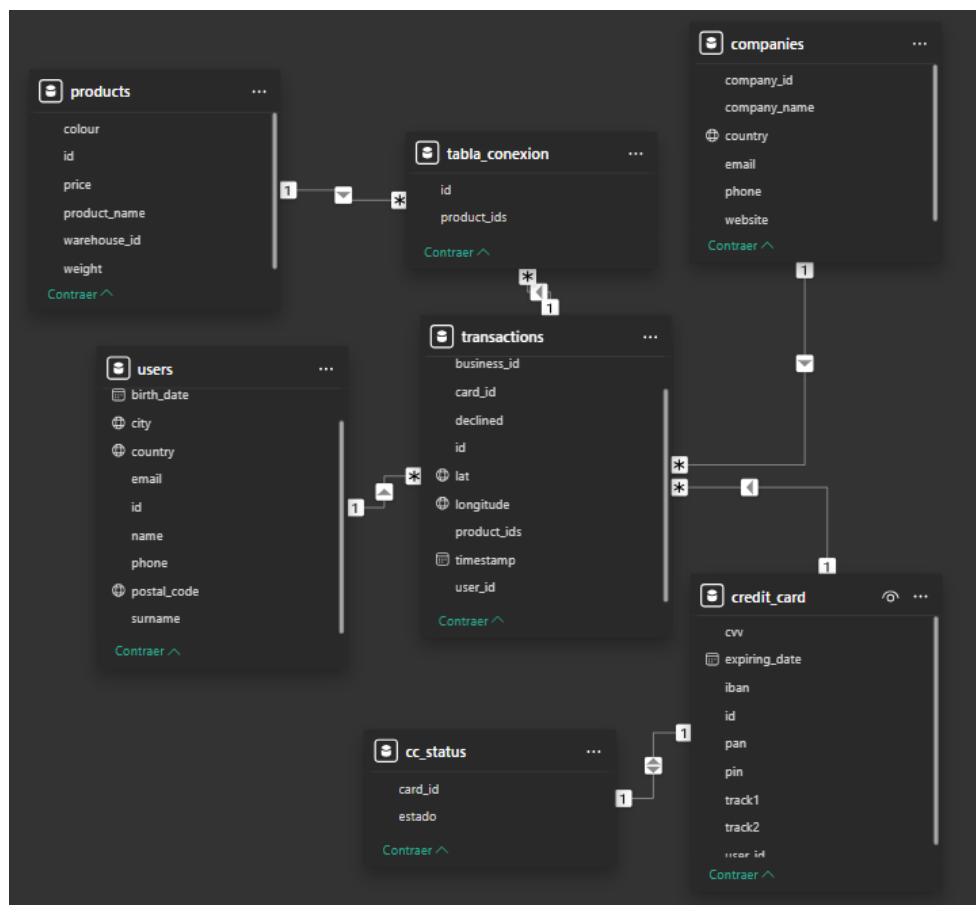 products
colour
id
price
product_name
warehouse_id
weight
Contraer
1
*
tabla_conexion
id
product_ids
Contraer
*
1
companies
company_id
company_name
country
email
phone
website
Contraer
1
users
birth_date
city
country
email
id
name
phone
postal_code
surname
Contraer
1
*
transactions
business_id
card_id
declined
id
lat
longitude
product_ids
timestamp
user_id
Contraer
*
*
1
credit_card
cvv
expiring_date
iban
id
pan
pin
track1
track2
user_id
Contraer
1
1
cc_status
card_id
estado
Contraer